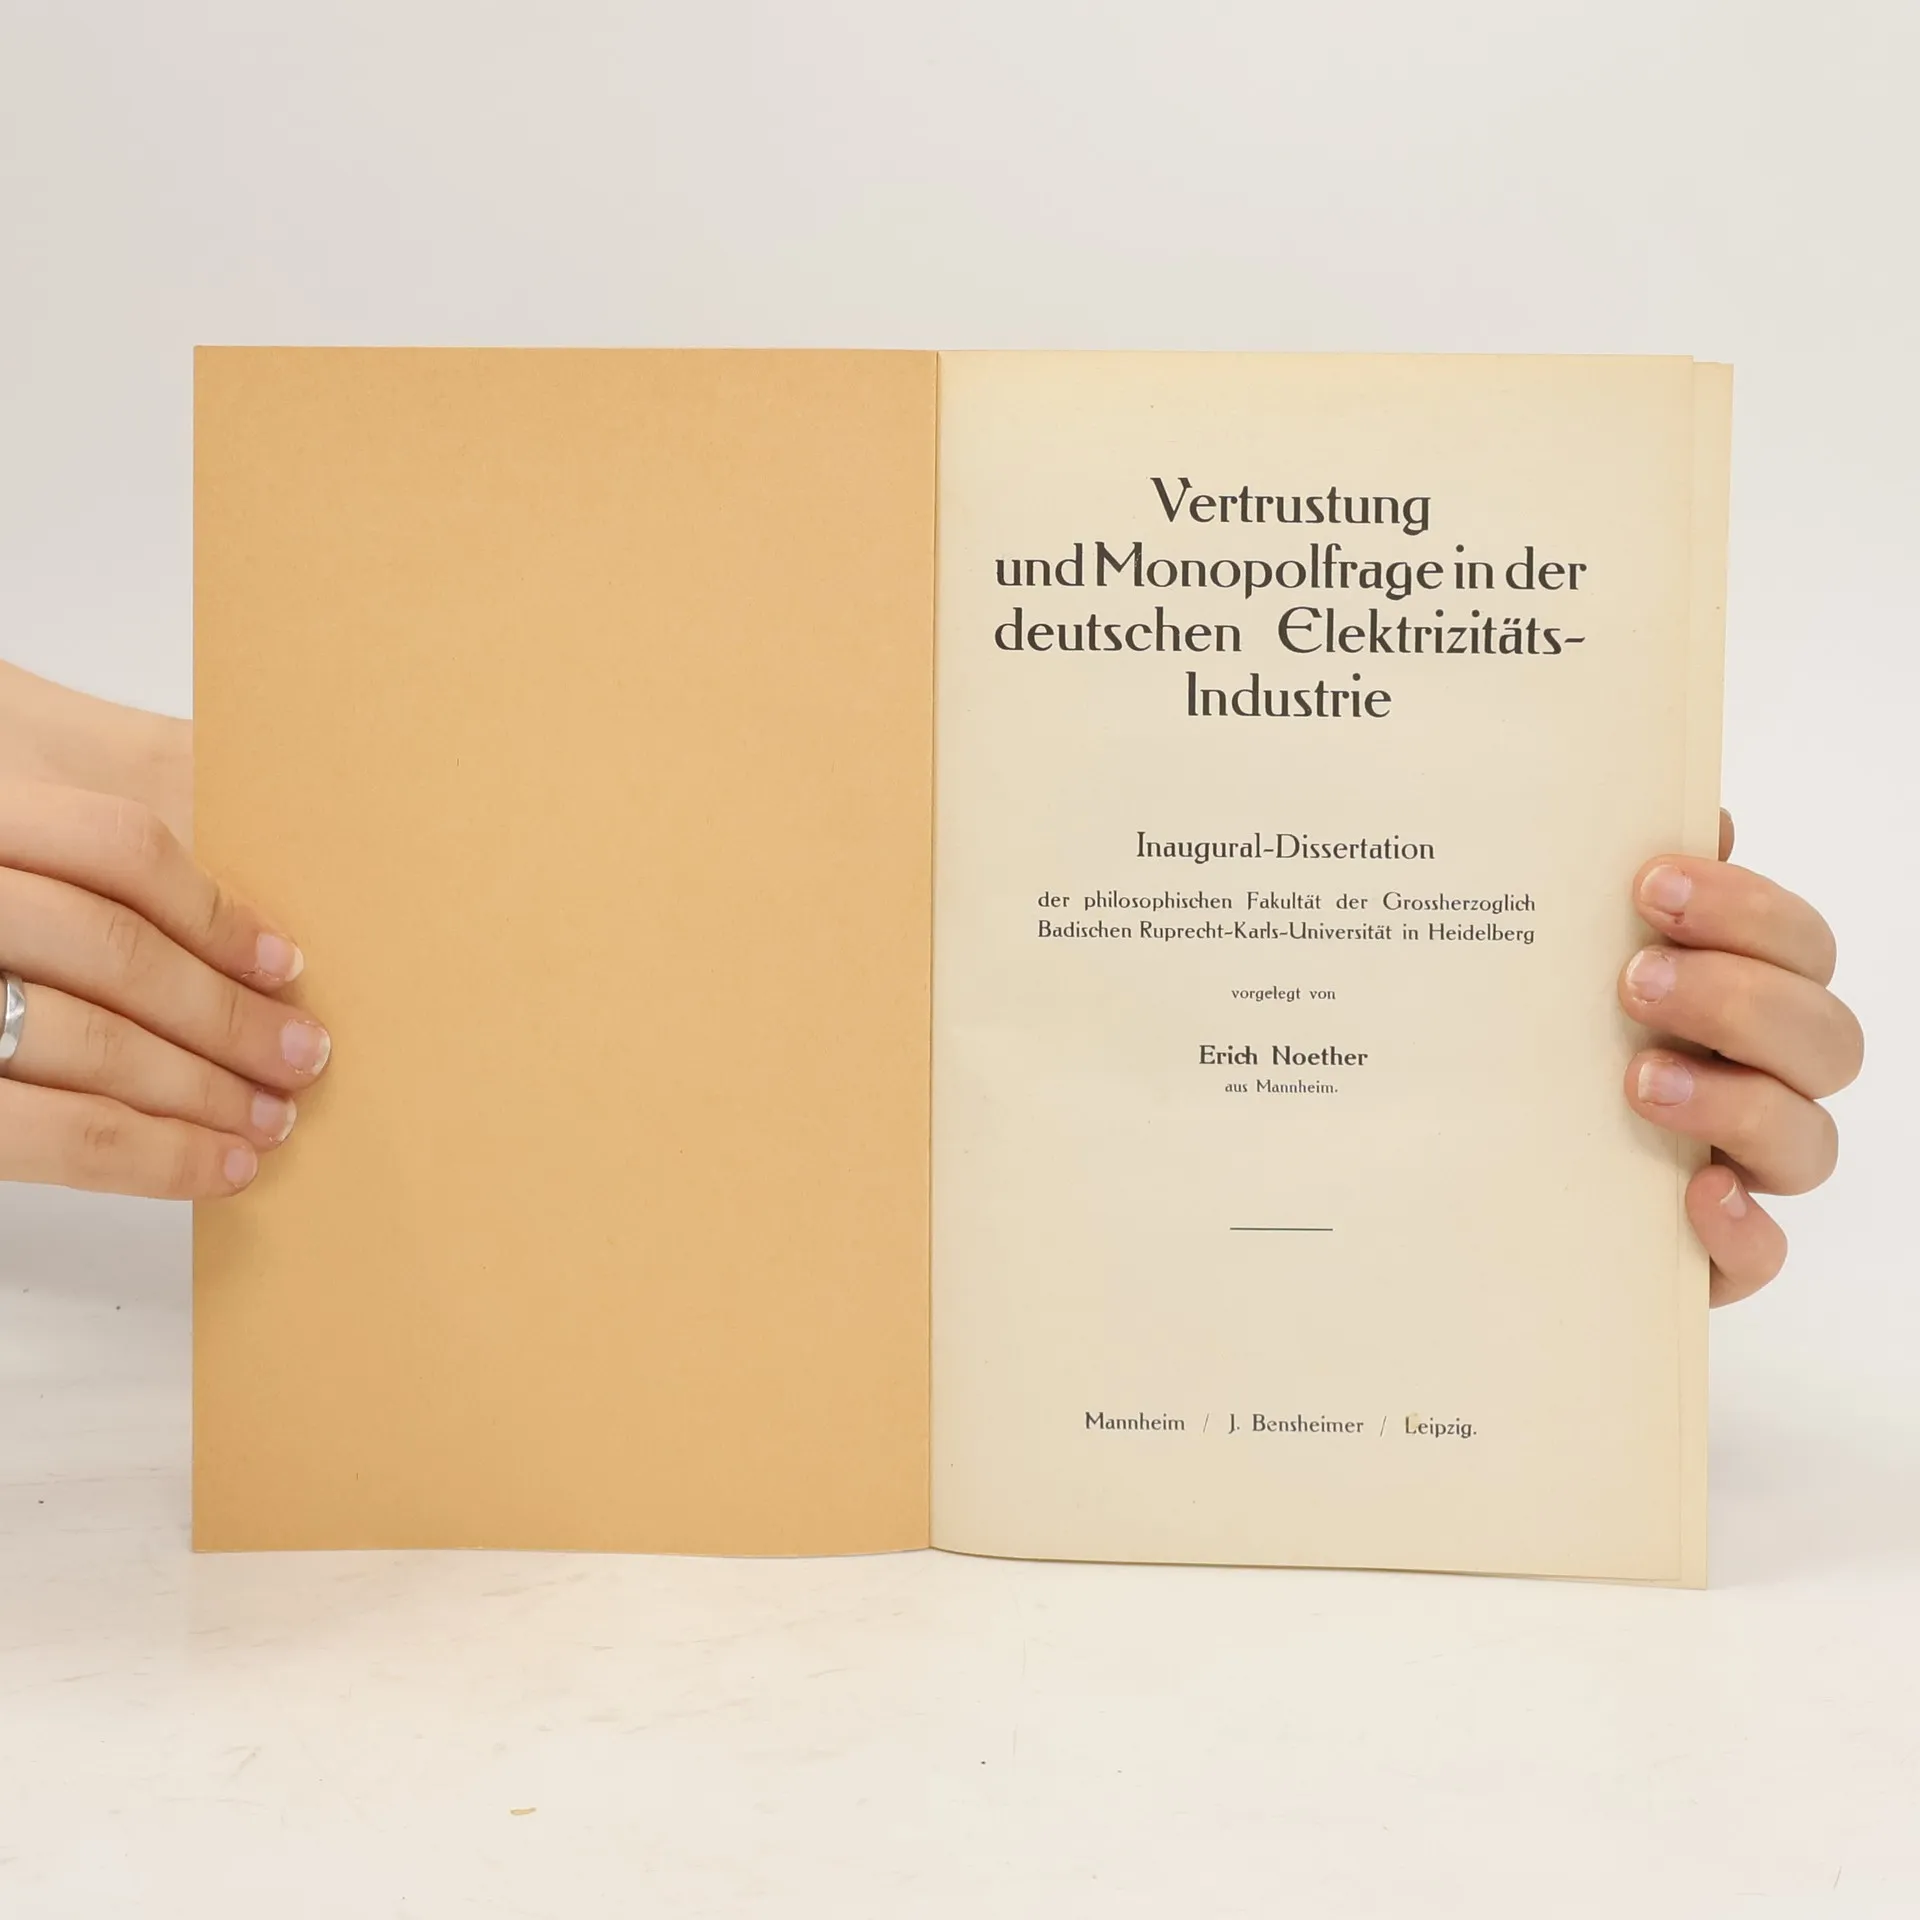 Vertrustung
und Monopolfrage in der
deutschen Elektrizitäts-
Industrie
Inaugural-Dissertation
der philosophischen Fakultät der Grossherzoglich
Badischen Ruprecht-Karls-Universität in Heidelberg
vorgelegt von
Erich Noether
aus Mannheim.
Mannheim / J. Bensheimer / Leipzig.